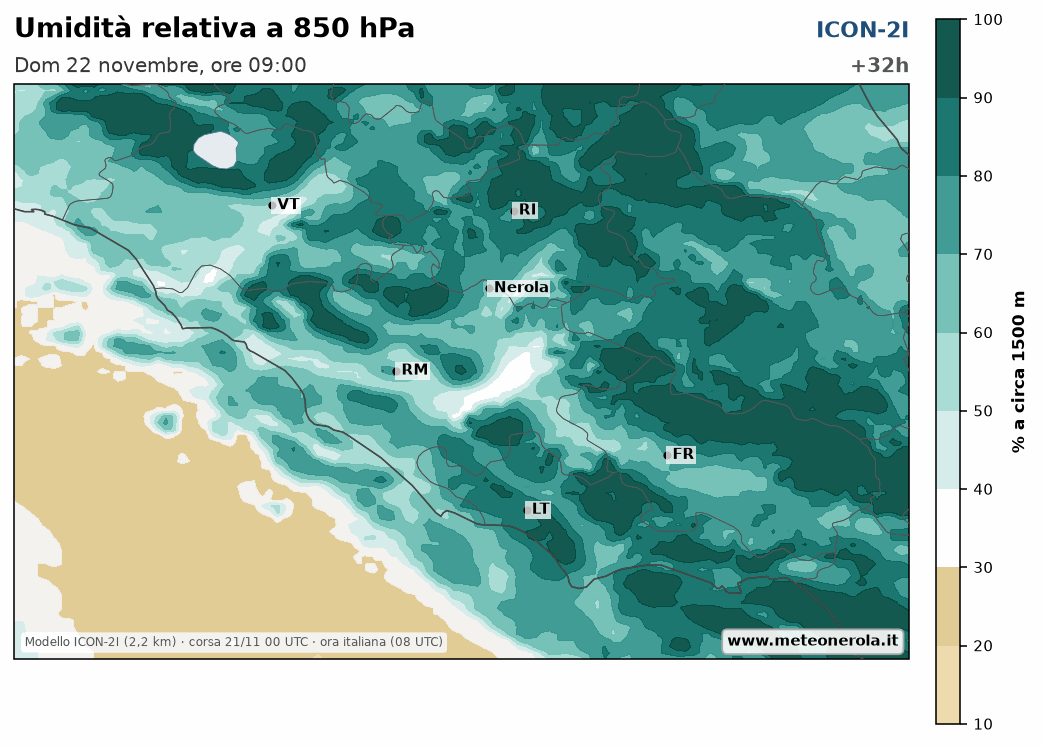 Umidità relativa a 850 hPa
ICON-2I
Dom 22 novembre, ore 09:00
+32h
100
90
80
70
60
50
40
30
20
10
% a circa 1500 m
VT
RI
Nerola
RM
FR
LT
Modello ICON-2I (2,2 km) · corsa 21/11 00 UTC · ora italiana (08 UTC)
www.meteonerola.it